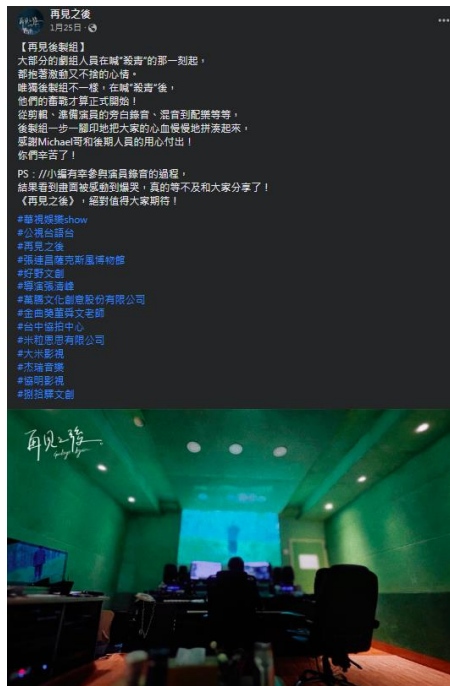 再見之後
1月25日 ·
【再見後製組】
大部分的劇組人員在喊"殺青"的那一刻起，
都抱著激動又不捨的心情。
唯獨後製組不一樣，在喊"殺青"後，
他們的奮戰才算正式開始！
從剪輯、準備演員的旁白錄音、混音到配樂等等，
後製組一步一腳印地把大家的心血慢慢地拼湊起來，
感謝Michael哥和後期人員的用心付出！
你們辛苦了！
PS：//小編有幸參與演員錄音的過程，
結果看到畫面被感動到爆哭，真的等不及和大家分享了！
《再見之後》，絕對值得大家期待！
#華視娛樂show
#公視台語台
#再見之後
#張連昌薩克斯風博物館
#好野文創
#導演張清峰
#萬騰文化創意股份有限公司
#金曲獎董舜文老師
#台中協拍中心
#米粒恩思有限公司
#大米影視
#杰瑞音樂
#協明影視
#捌拾驛文創
再見之後